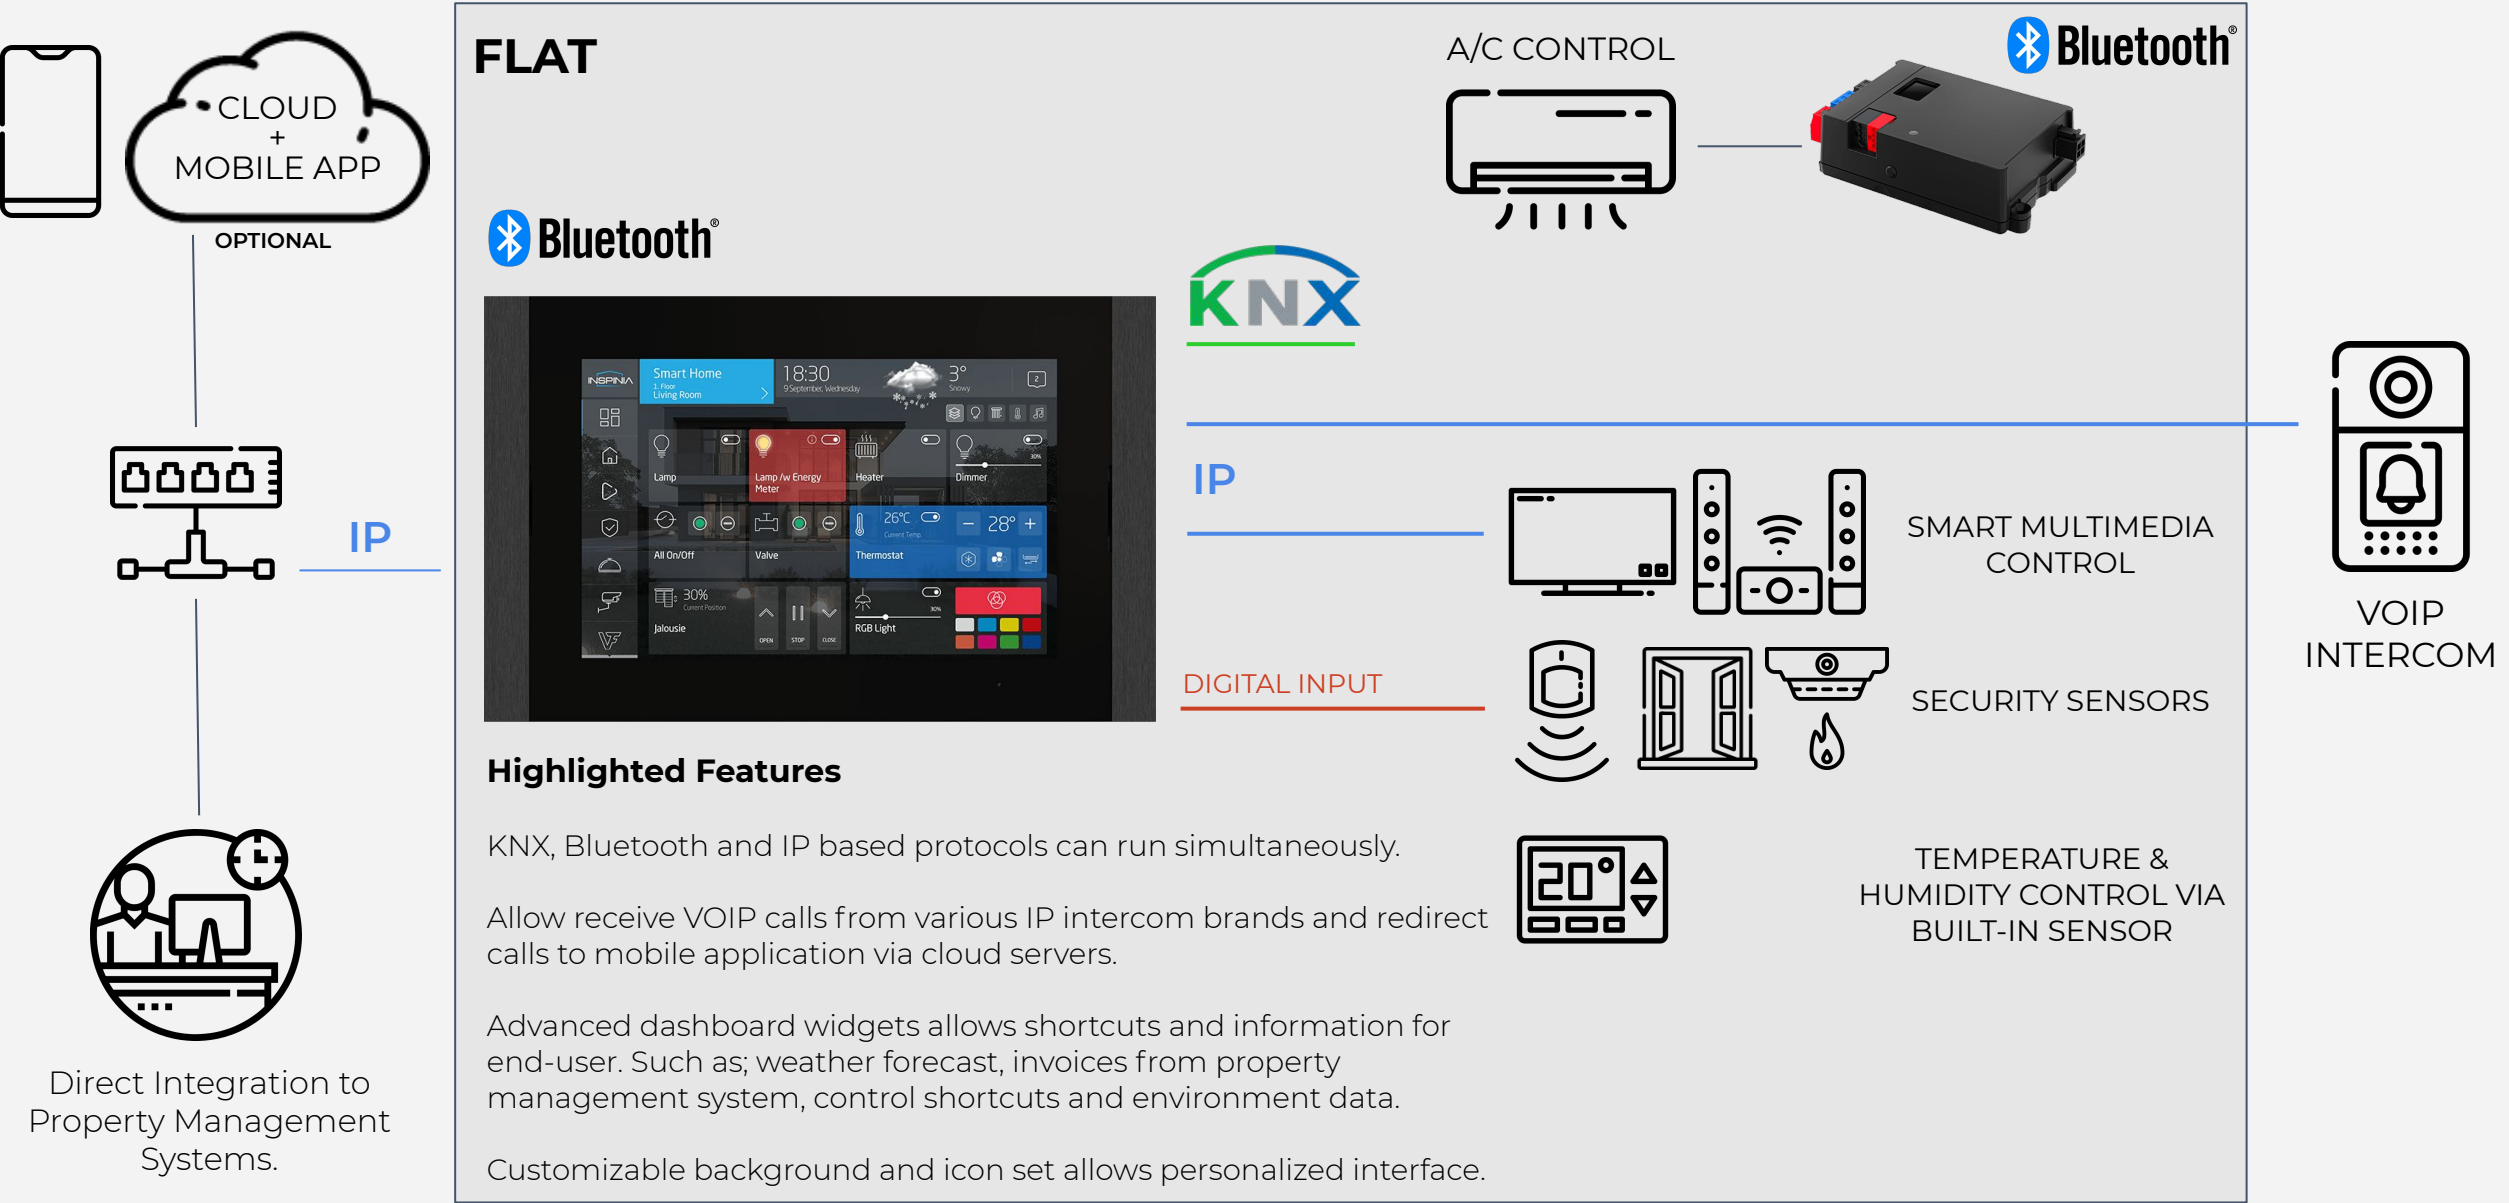 CLOUD
+
MOBILE APP
OPTIONAL
IP
Direct Integration to
Property Management
Systems.
FLAT
Bluetooth®
A/C CONTROL
Bluetooth®
KNX
IP
DIGITAL INPUT
SMART MULTIMEDIA
CONTROL
SECURITY SENSORS
20°
TEMPERATURE &
HUMIDITY CONTROL VIA
BUILT-IN SENSOR
VOIP
INTERCOM
INSPINIA
Smart Home
1. Floor
Living Room
18:30
9 September, Wednesday
3°
Snowy
2
Lamp
Lamp /w Energy
Meter
Heater
30%
Dimmer
All On/Off
Valve
26°C
Current Temp.
28°
Thermostat
30%
Current Position
Jalousie
OPEN
STOP
CLOSE
30%
RGB Light
Highlighted Features
KNX, Bluetooth and IP based protocols can run simultaneously.
Allow receive VOIP calls from various IP intercom brands and redirect
calls to mobile application via cloud servers.
Advanced dashboard widgets allows shortcuts and information for
end-user. Such as; weather forecast, invoices from property
management system, control shortcuts and environment data.
Customizable background and icon set allows personalized interface.